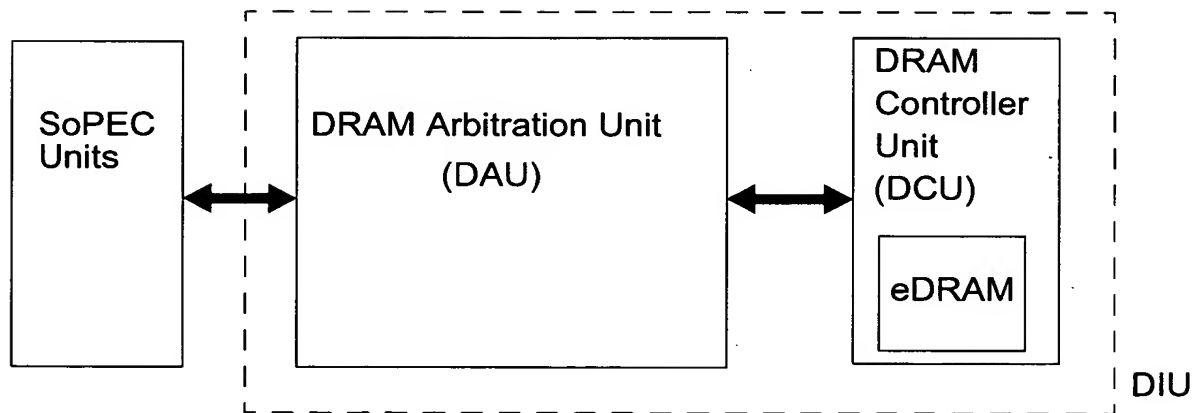 SoPEC
Units
DRAM Arbitration Unit
(DAU)
DRAM
Controller
Unit
(DCU)
eDRAM
DIU